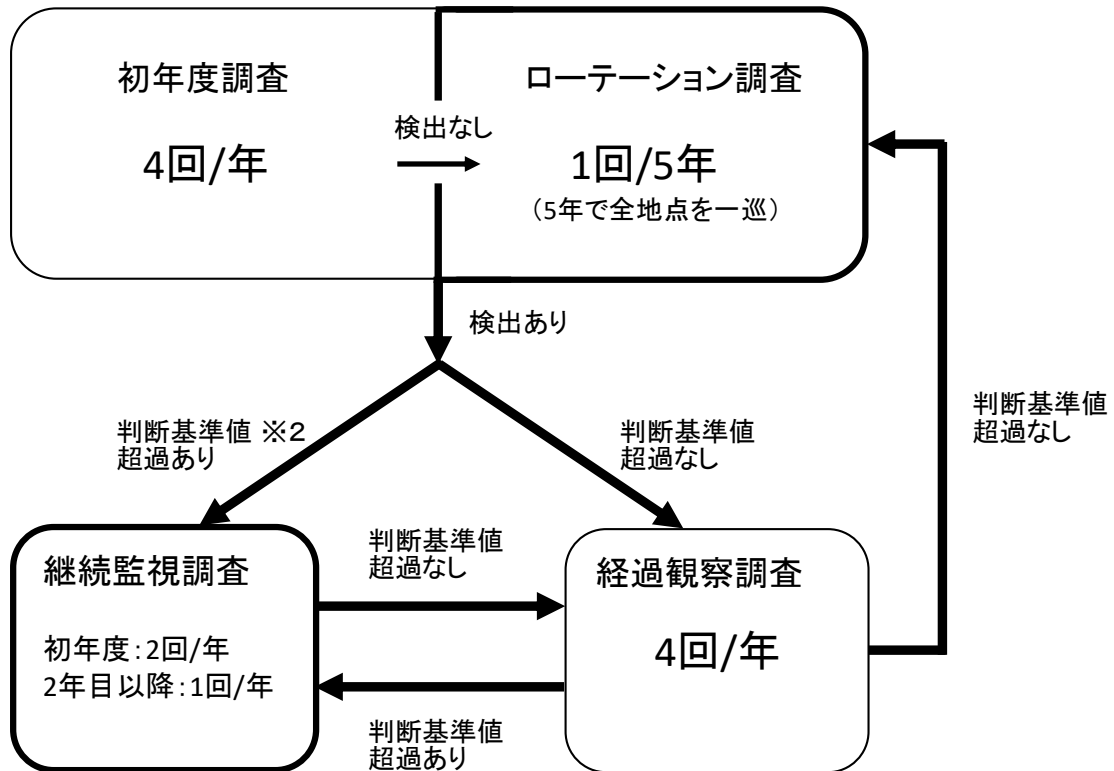 初年度調査
4回/年
検出なし
ローテーション調査
1回/5年
(5年で全地点を一巡)
検出あり
判断基準値 ※2
超過あり
判断基準値
超過なし
判断基準値
超過なし
継続監視調査
初年度:2回/年
2年目以降:1回/年
判断基準値
超過なし
判断基準値
超過あり
経過観察調査
4回/年